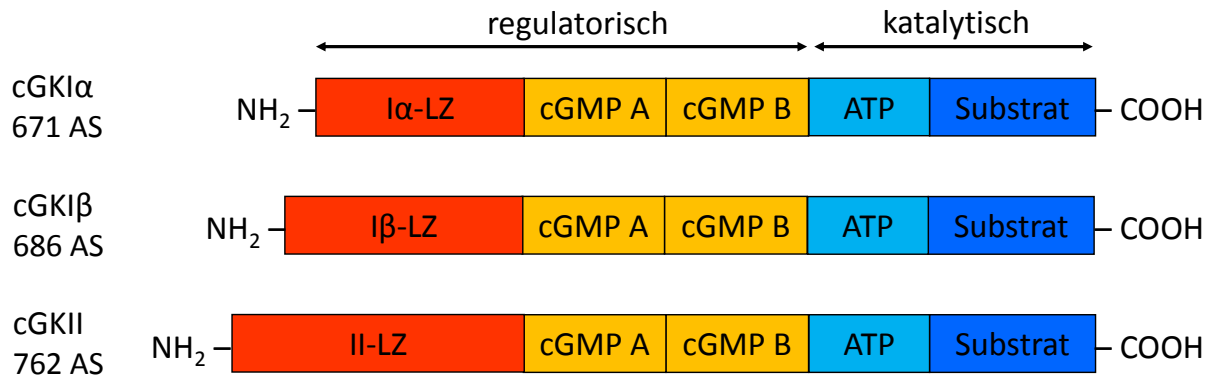 regulatorisch katalytisch
cGKIα
671 AS
NH₂ Iα-LZ cGMP A cGMP B ATP Substrat COOH
cGKIβ
686 AS
NH₂ Iβ-LZ cGMP A cGMP B ATP Substrat COOH
cGKII
762 AS
NH₂ II-LZ cGMP A cGMP B ATP Substrat COOH